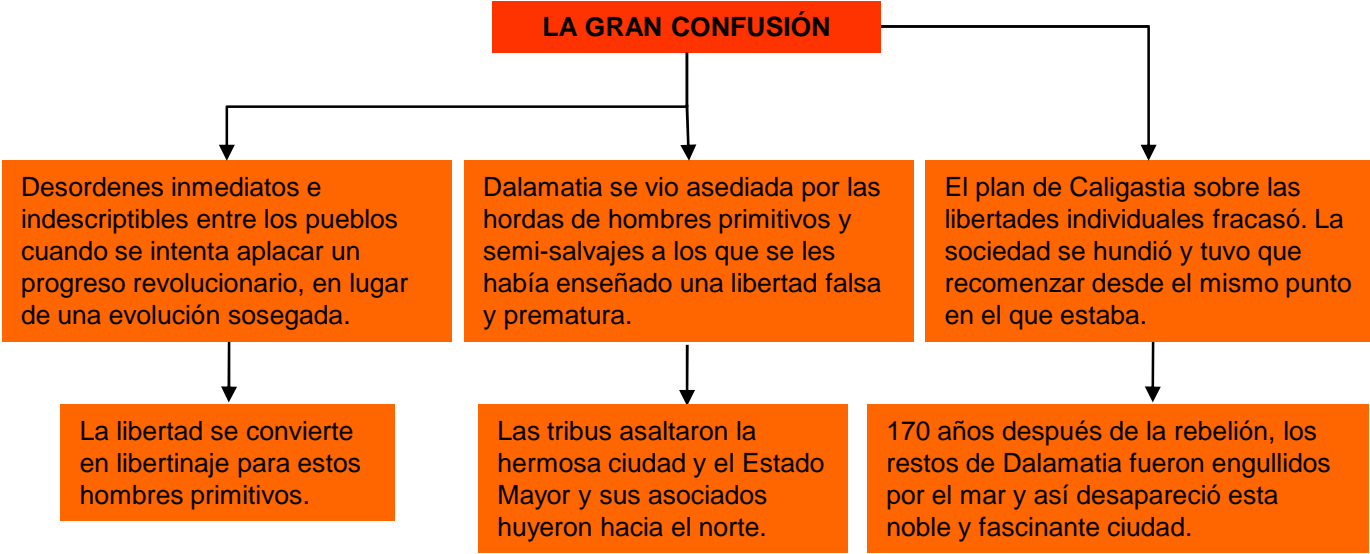 LA GRAN CONFUSIÓN
Desordenes inmediatos e
indescriptibles entre los pueblos
cuando se intenta aplacar un
progreso revolucionario, en lugar
de una evolución sosegada.
Dalamatia se vio asediada por las
hordas de hombres primitivos y
semi-salvajes a los que se les
había enseñado una libertad falsa
y prematura.
El plan de Caligastia sobre las
libertades individuales fracasó. La
sociedad se hundió y tuvo que
recomenzar desde el mismo punto
en el que estaba.
La libertad se convierte
en libertinaje para estos
hombres primitivos.
Las tribus asaltaron la
hermosa ciudad y el Estado
Mayor y sus asociados
huyeron hacia el norte.
170 años después de la rebelión, los
restos de Dalamatia fueron engullidos
por el mar y así desapareció esta
noble y fascinante ciudad.